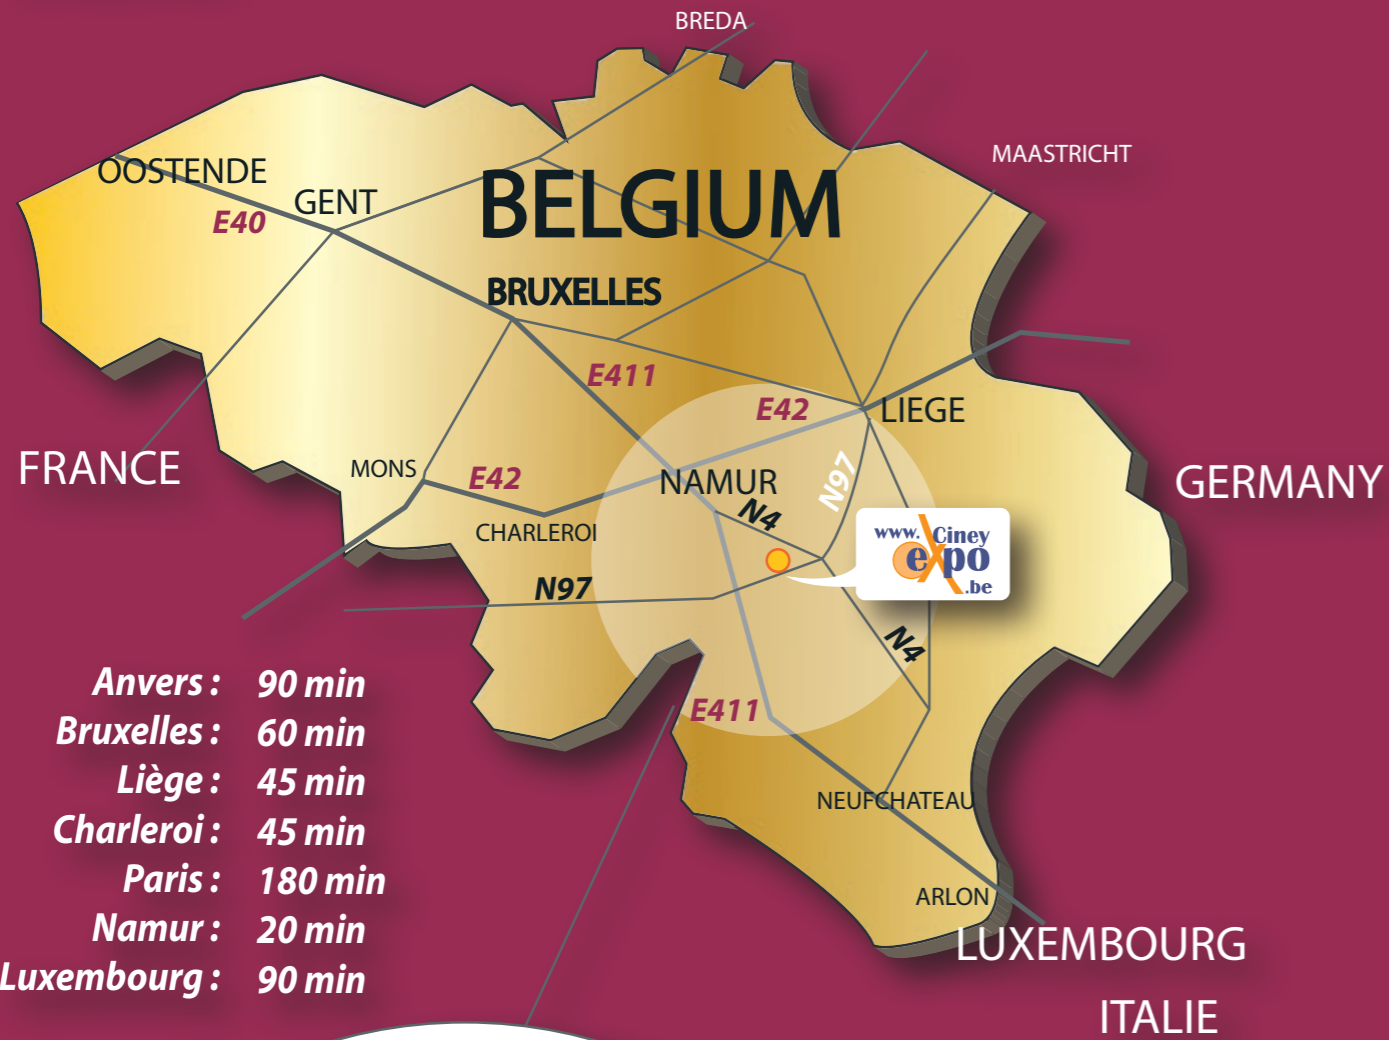 BREDA
MAASTRICHT
OOSTENDE
GENT
E40
BELGIUM
BRUXELLES
E411
E42
LIEGE
FRANCE
MONS
E42
NAMUR
N97
GERMANY
N4
CHARLEROI
www.Ciney
eXpo
.be
N97
N4
E411
Anvers : 90 min
Bruxelles : 60 min
Liège : 45 min
Charleroi : 45 min
Paris : 180 min
Namur : 20 min
Luxembourg : 90 min
NEUFCHATEAU
ARLON
LUXEMBOURG
ITALIE